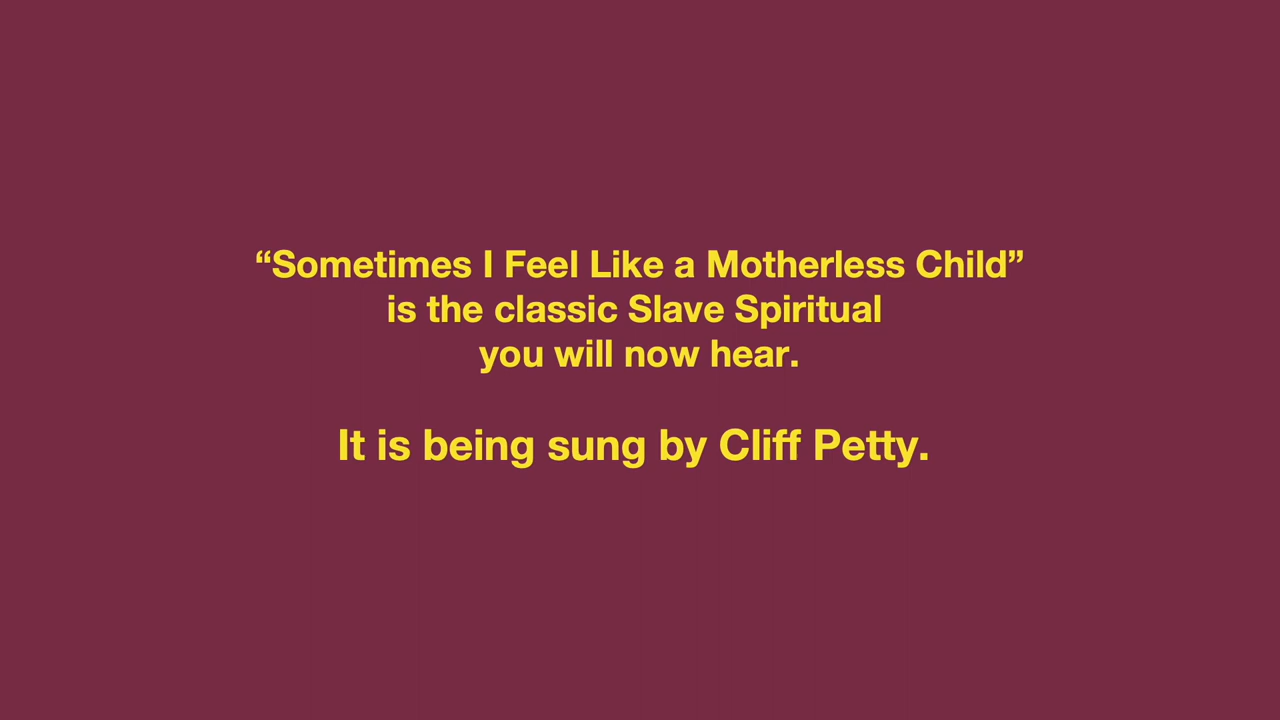 “Sometimes I Feel Like a Motherless Child”
is the classic Slave Spiritual
you will now hear.
It is being sung by Cliff Petty.